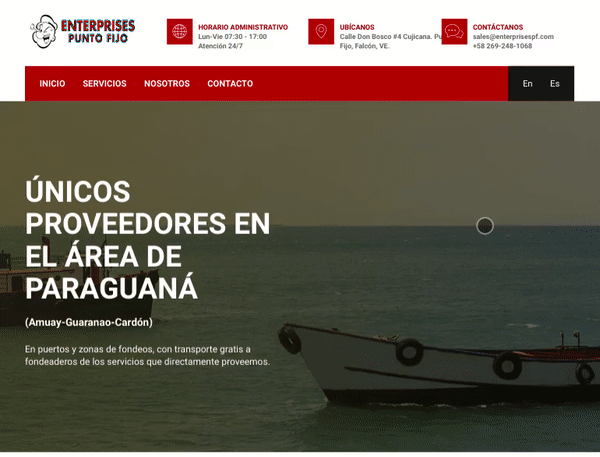 ENTERPRISES
PUNTO FIJO
HORARIO ADMINISTRATIVO
Lun-Vie 07:30 - 17:00
Atención 24/7
UBÍCANOS
Calle Don Bosco #4 Cujicana. Pu
Fijo, Falcón, VE.
CONTÁCTANOS
sales@enterprisespf.com
+58 269-248-1068
INICIO SERVICIOS NOSOTROS CONTACTO En Es
ÚNICOS
PROVEEDORES EN
EL ÁREA DE
PARAGUANÁ
(Amuay-Guaranao-Cardón)
En puertos y zonas de fondeos, con transporte gratis a
fondeaderos de los servicios que directamente proveemos.